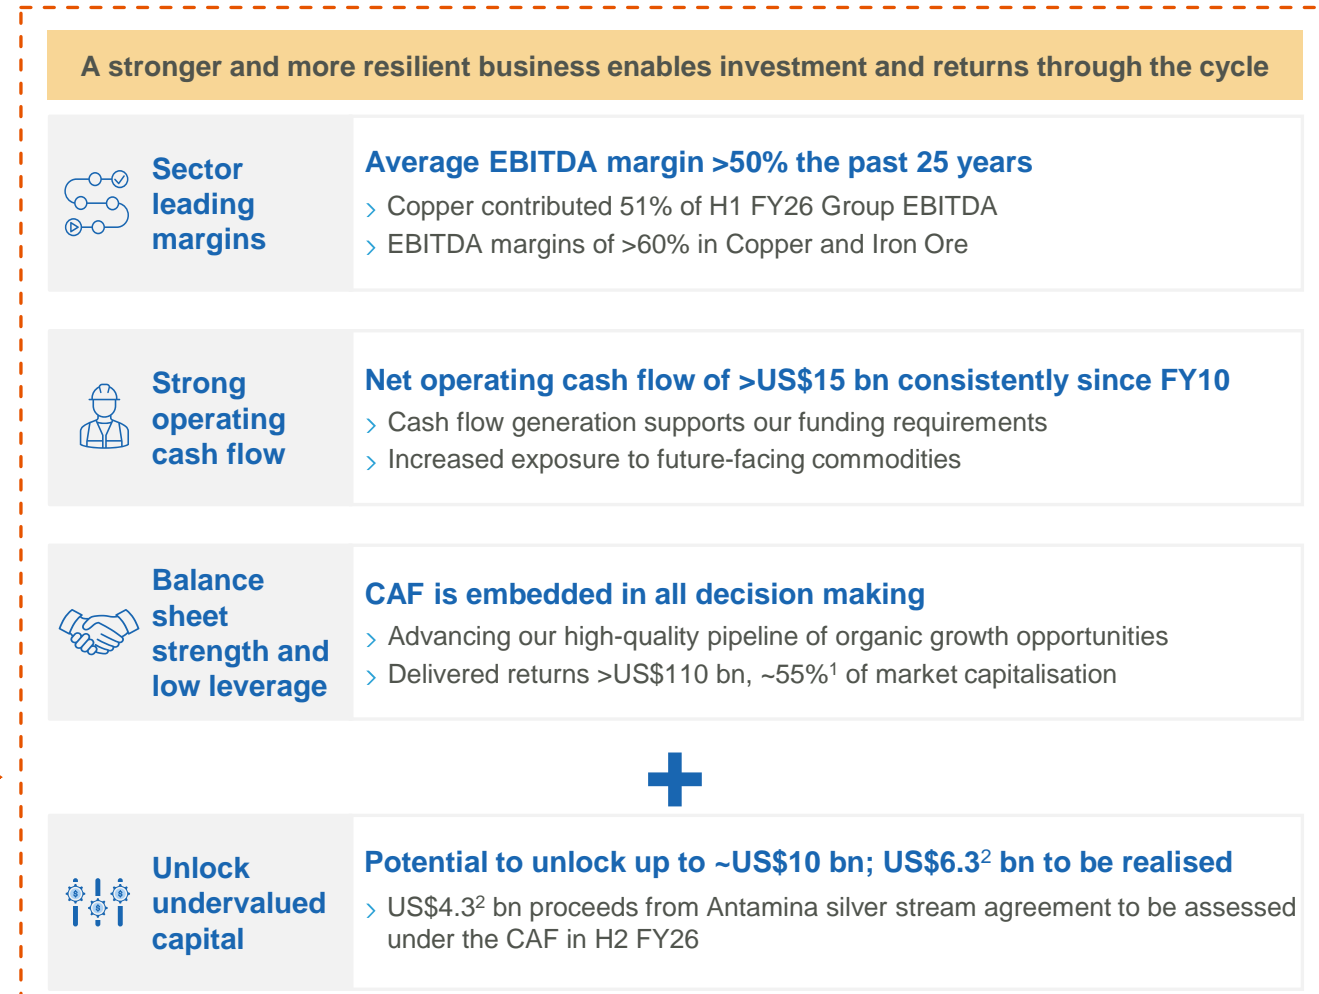 A stronger and more resilient business enables investment and returns through the cycle
Sector
leading
margins
Average EBITDA margin >50% the past 25 years
Copper contributed 51% of H1 FY26 Group EBITDA
EBITDA margins of >60% in Copper and Iron Ore
Strong
operating
cash flow
Net operating cash flow of >US$15 bn consistently since FY10
Cash flow generation supports our funding requirements
Increased exposure to future-facing commodities
Balance
sheet
strength and
low leverage
CAF is embedded in all decision making
Advancing our high-quality pipeline of organic growth opportunities
Delivered returns >US$110 bn, ~55%¹ of market capitalisation
Unlock
undervalued
capital
Potential to unlock up to ~US$10 bn; US$6.3² bn to be realised
US$4.3² bn proceeds from Antamina silver stream agreement to be assessed
under the CAF in H2 FY26